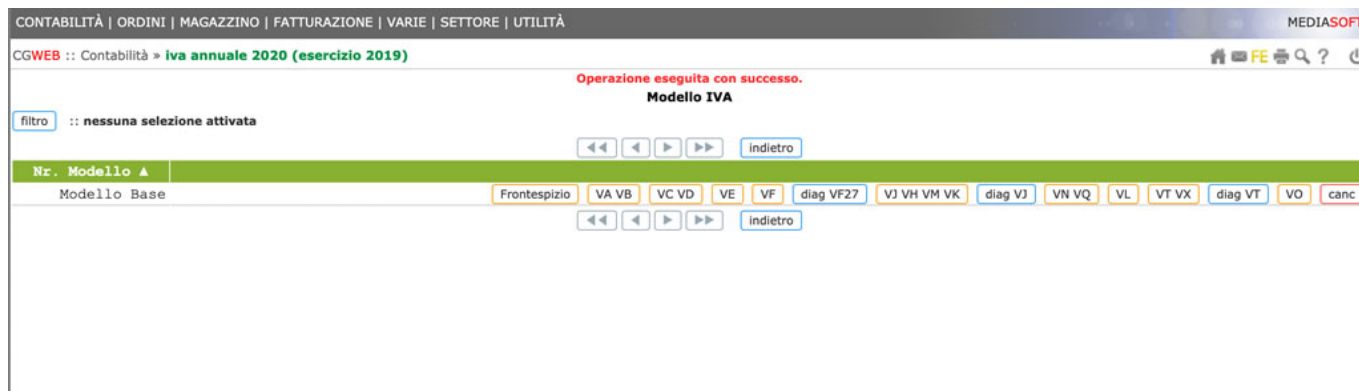 CONTABILITÀ | ORDINI | MAGAZZINO | FATTURAZIONE | VARIE | SETTORE | UTILITÀ MEDIASOFT
CGWEB :: Contabilità » iva annuale 2020 (esercizio 2019) FE ?
Operazione eseguita con successo.
Modello IVA
filtro :: nessuna selezione attivata
indietro
Nr. Modello ▲
Modello Base Frontespizio VA VB VC VD VE VF diag VF27 VJ VH VM VK diag VJ VN VQ VL VT VX diag VT VO canc
indietro